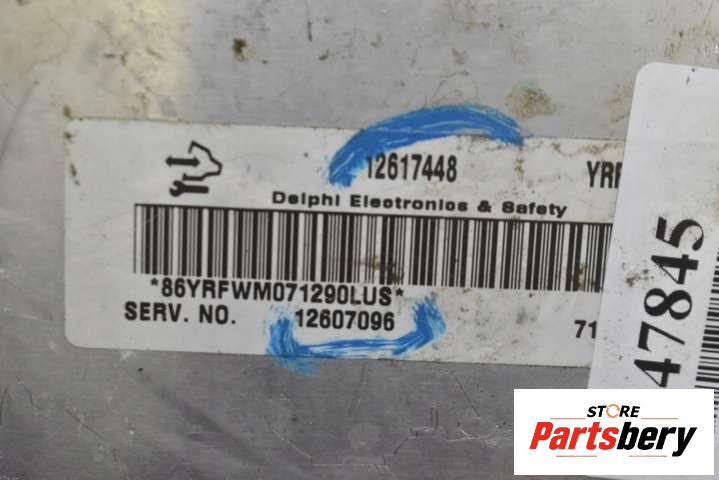 12617448 YRF
Delphi Electronics & Safety
*86YRFWM071290LUS*
SERV. NO. 12607096 71
47845
STORE
Partsbery